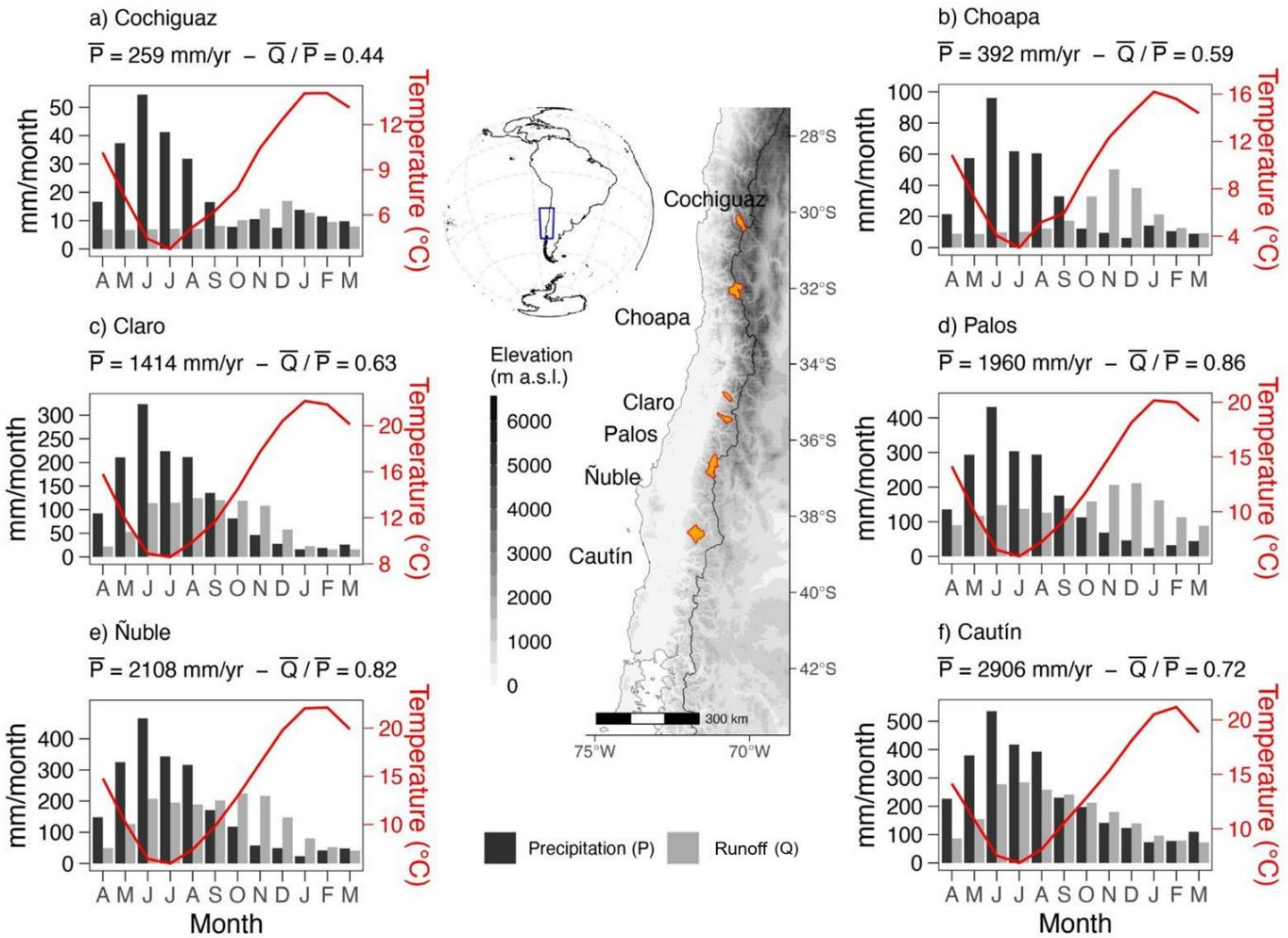 a) Cochiguaz
P̅ = 259 mm/yr – Q̅ / P̅ = 0.44
mm/month
50
40
30
20
10
0
Temperature (°C)
12
9
6
A M J J A S O N D J F M
b) Choapa
P̅ = 392 mm/yr – Q̅ / P̅ = 0.59
mm/month
100
80
60
40
20
0
Temperature (°C)
16
12
8
4
A M J J A S O N D J F M
c) Claro
P̅ = 1414 mm/yr – Q̅ / P̅ = 0.63
mm/month
300
250
200
150
100
50
0
Temperature (°C)
20
16
12
8
A M J J A S O N D J F M
d) Palos
P̅ = 1960 mm/yr – Q̅ / P̅ = 0.86
mm/month
400
300
200
100
0
Temperature (°C)
20
15
10
A M J J A S O N D J F M
e) Ñuble
P̅ = 2108 mm/yr – Q̅ / P̅ = 0.82
mm/month
400
300
200
100
0
Temperature (°C)
20
15
10
A M J J A S O N D J F M
Month
f) Cautín
P̅ = 2906 mm/yr – Q̅ / P̅ = 0.72
mm/month
500
400
300
200
100
0
Temperature (°C)
20
15
10
A M J J A S O N D J F M
Month
Cochiguaz
Choapa
Claro
Palos
Ñuble
Cautín
28°S
30°S
32°S
34°S
36°S
38°S
40°S
42°S
75°W
70°W
300 km
Elevation
(m a.s.l.)
6000
5000
4000
3000
2000
1000
0
Precipitation (P)
Runoff (Q)